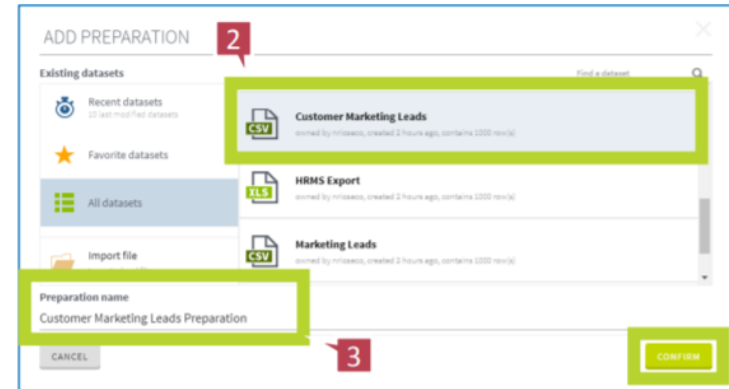 ADD PREPARATION
2
Existing datasets
Find a dataset
Recent datasets
10 last modified datasets
Favorite datasets
All datasets
Import file
CSV
Customer Marketing Leads
owned by nrioseco, created 2 hours ago, contains 1000 row(s)
XLS
HRMS Export
owned by nrioseco, created 2 hours ago, contains 1000 row(s)
CSV
Marketing Leads
owned by nrioseco, created 2 hours ago, contains 1000 row(s)
Preparation name
Customer Marketing Leads Preparation
3
CANCEL
CONFIRM